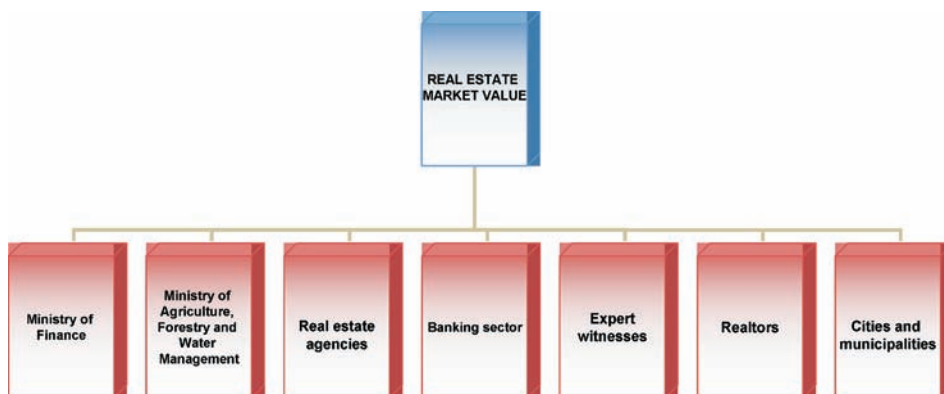 REAL ESTATE
MARKET VALUE
Ministry of
Finance
Ministry of
Agriculture,
Forestry and
Water
Management
Real estate
agencies
Banking sector
Expert
witnesses
Realtors
Cities and
municipalities